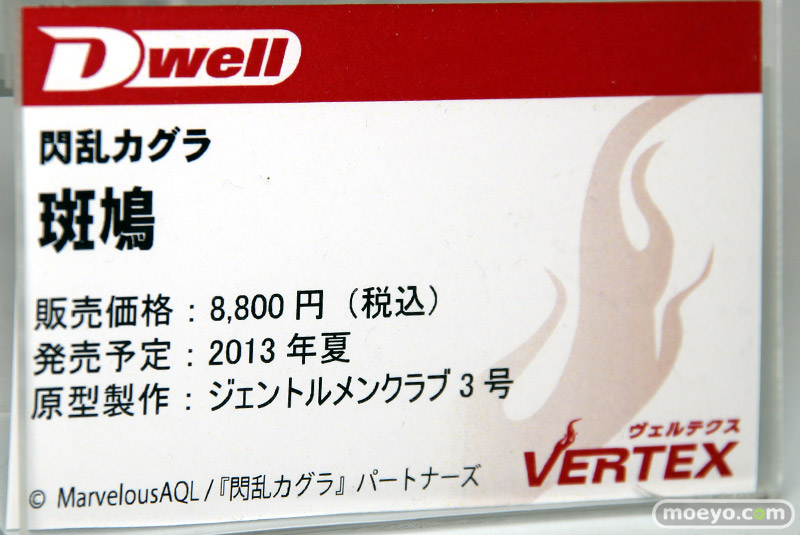 Dwell
閃乱カグラ
斑鳩
販売価格：8,800 円（税込）
発売予定：2013 年夏
原型製作：ジェントルメンクラブ 3 号
ヴェルテクス
VERTEX
© MarvelousAQL /『閃乱カグラ』パートナーズ
moeyo.com